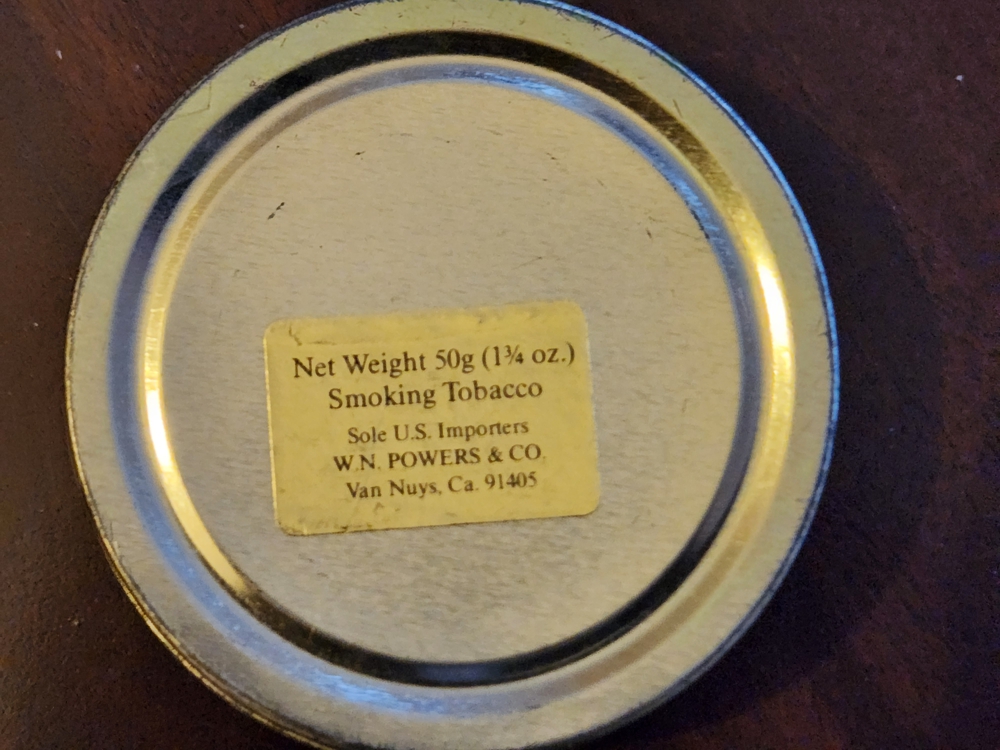 Net Weight 50g (1¾ oz.)
Smoking Tobacco
Sole U.S. Importers
W.N. POWERS & CO.
Van Nuys, Ca. 91405